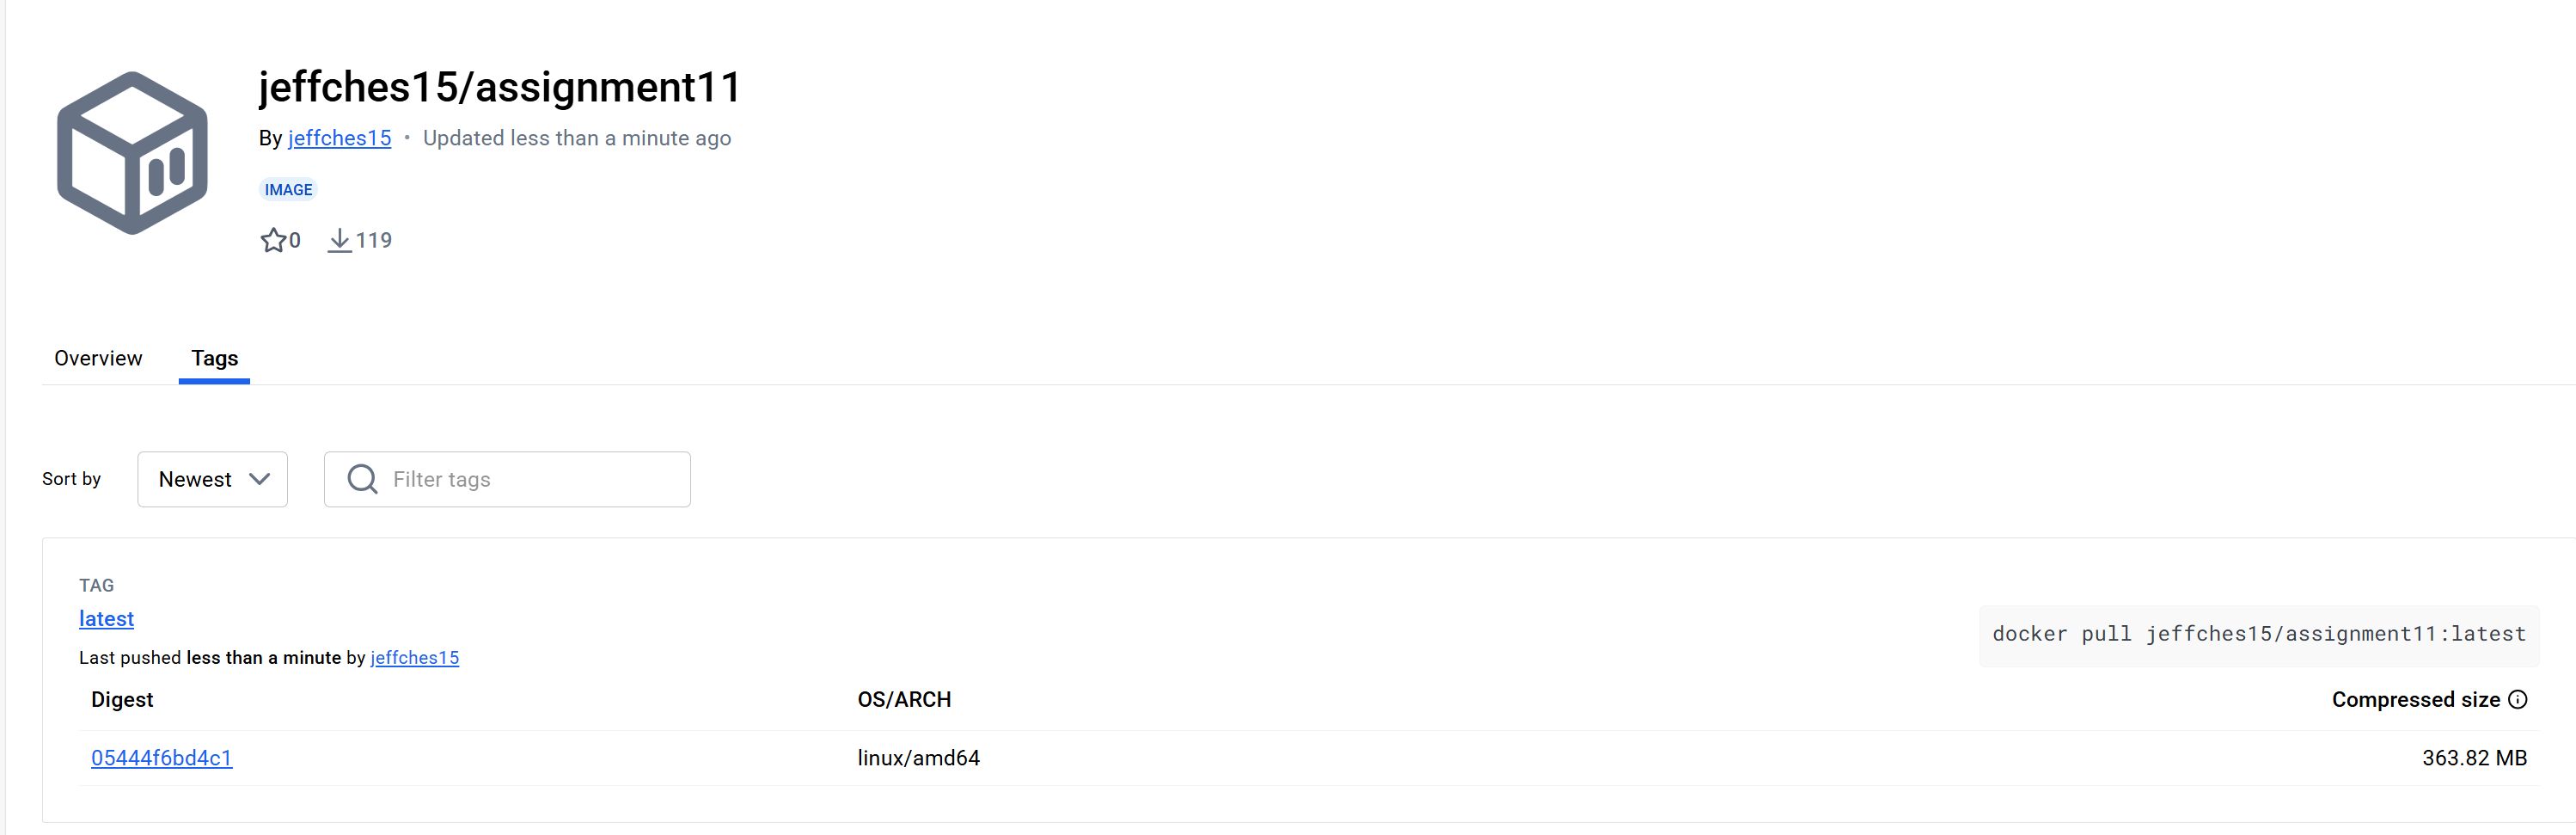 jeffches15/assignment11
By jeffches15 • Updated less than a minute ago
IMAGE
0 119
Overview Tags
Sort by Newest Filter tags
TAG
latest
docker pull jeffches15/assignment11:latest
Last pushed less than a minute by jeffches15
Digest OS/ARCH Compressed size
05444f6bd4c1 linux/amd64 363.82 MB